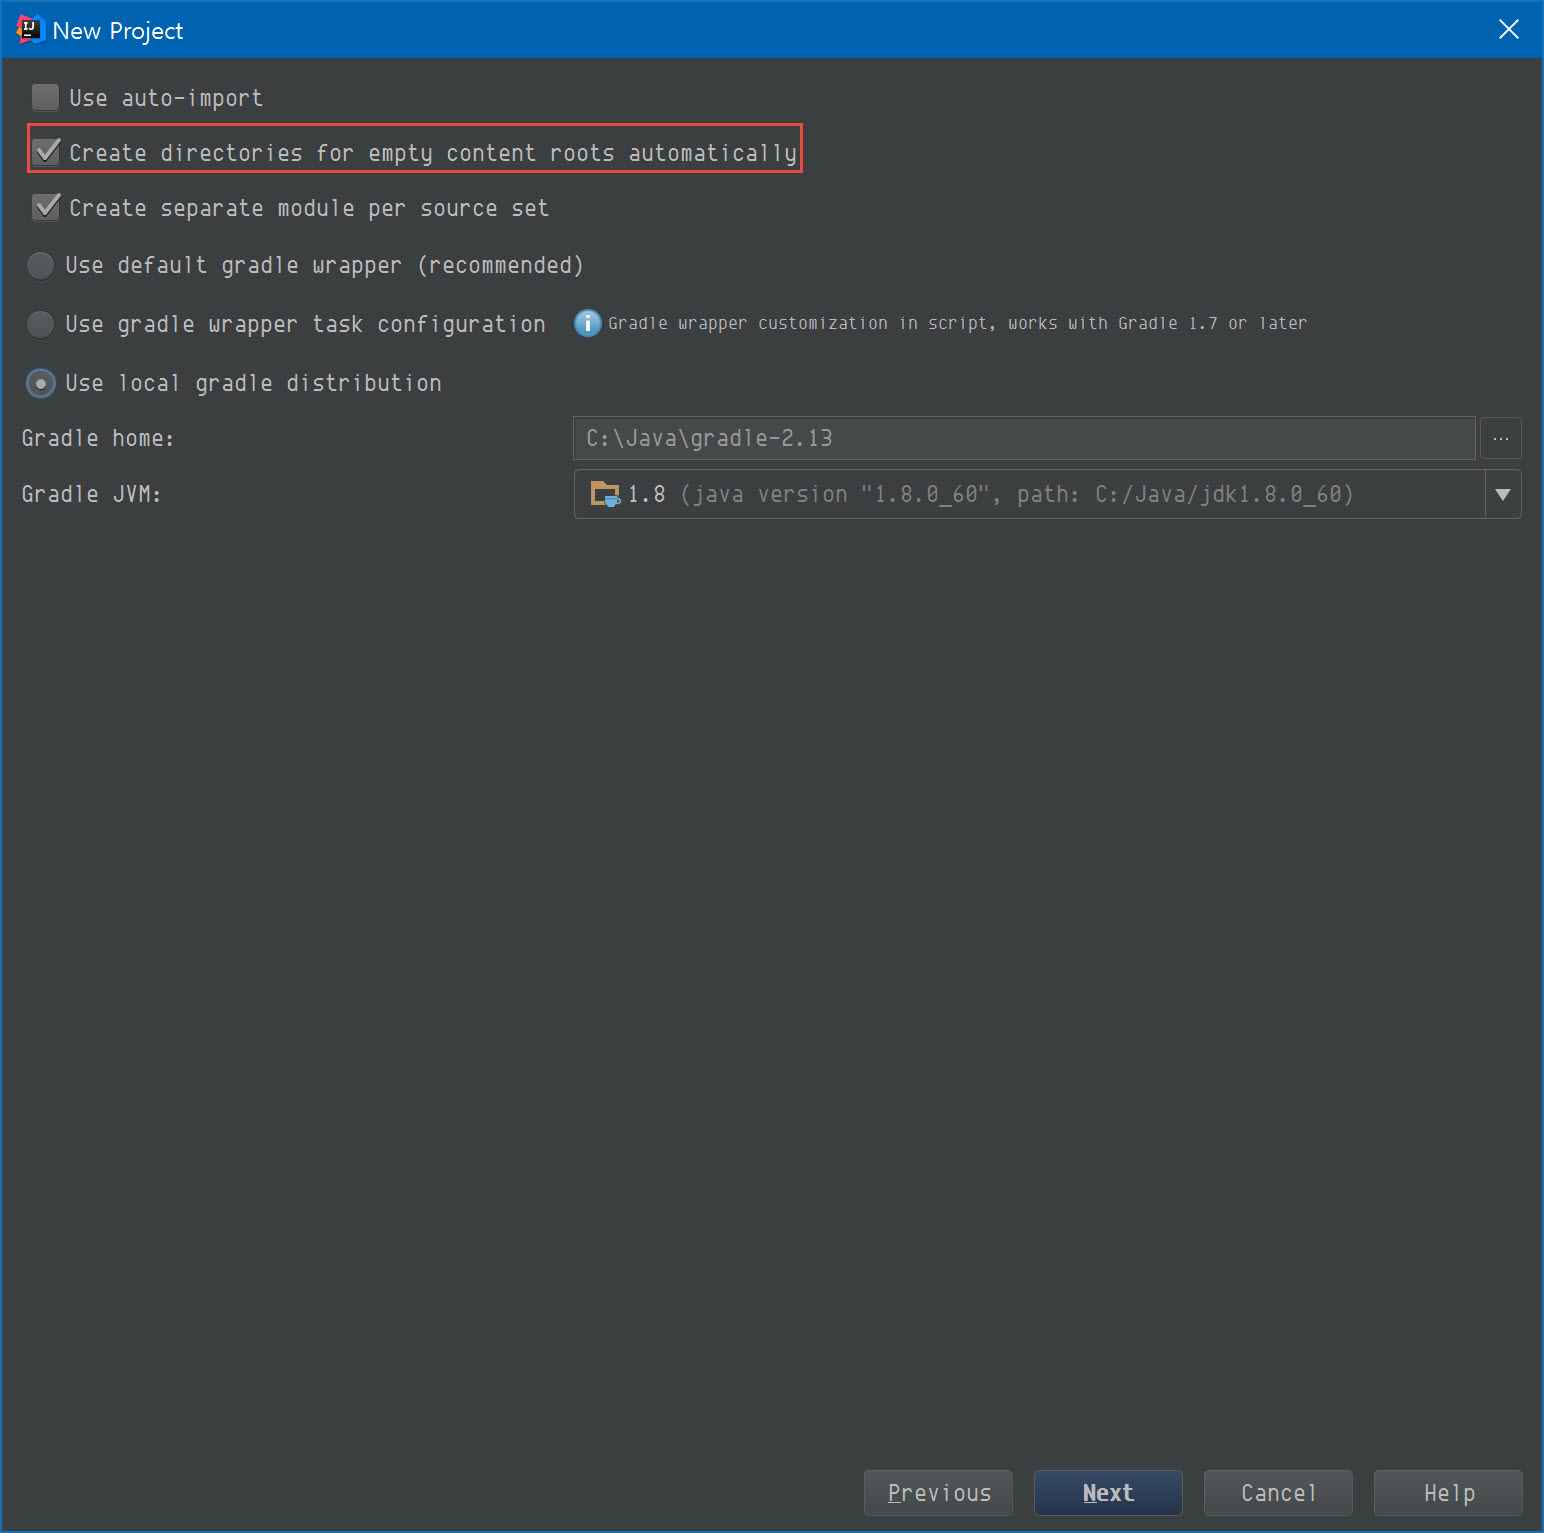 New Project
Use auto-import
Create directories for empty content roots automatically
Create separate module per source set
Use default gradle wrapper (recommended)
Use gradle wrapper task configuration Gradle wrapper customization in script, works with Gradle 1.7 or later
Use local gradle distribution
Gradle home: C:\Java\gradle-2.13 ...
Gradle JVM: 1.8 (java version "1.8.0_60", path: C:/Java/jdk1.8.0_60)
Previous Next Cancel Help